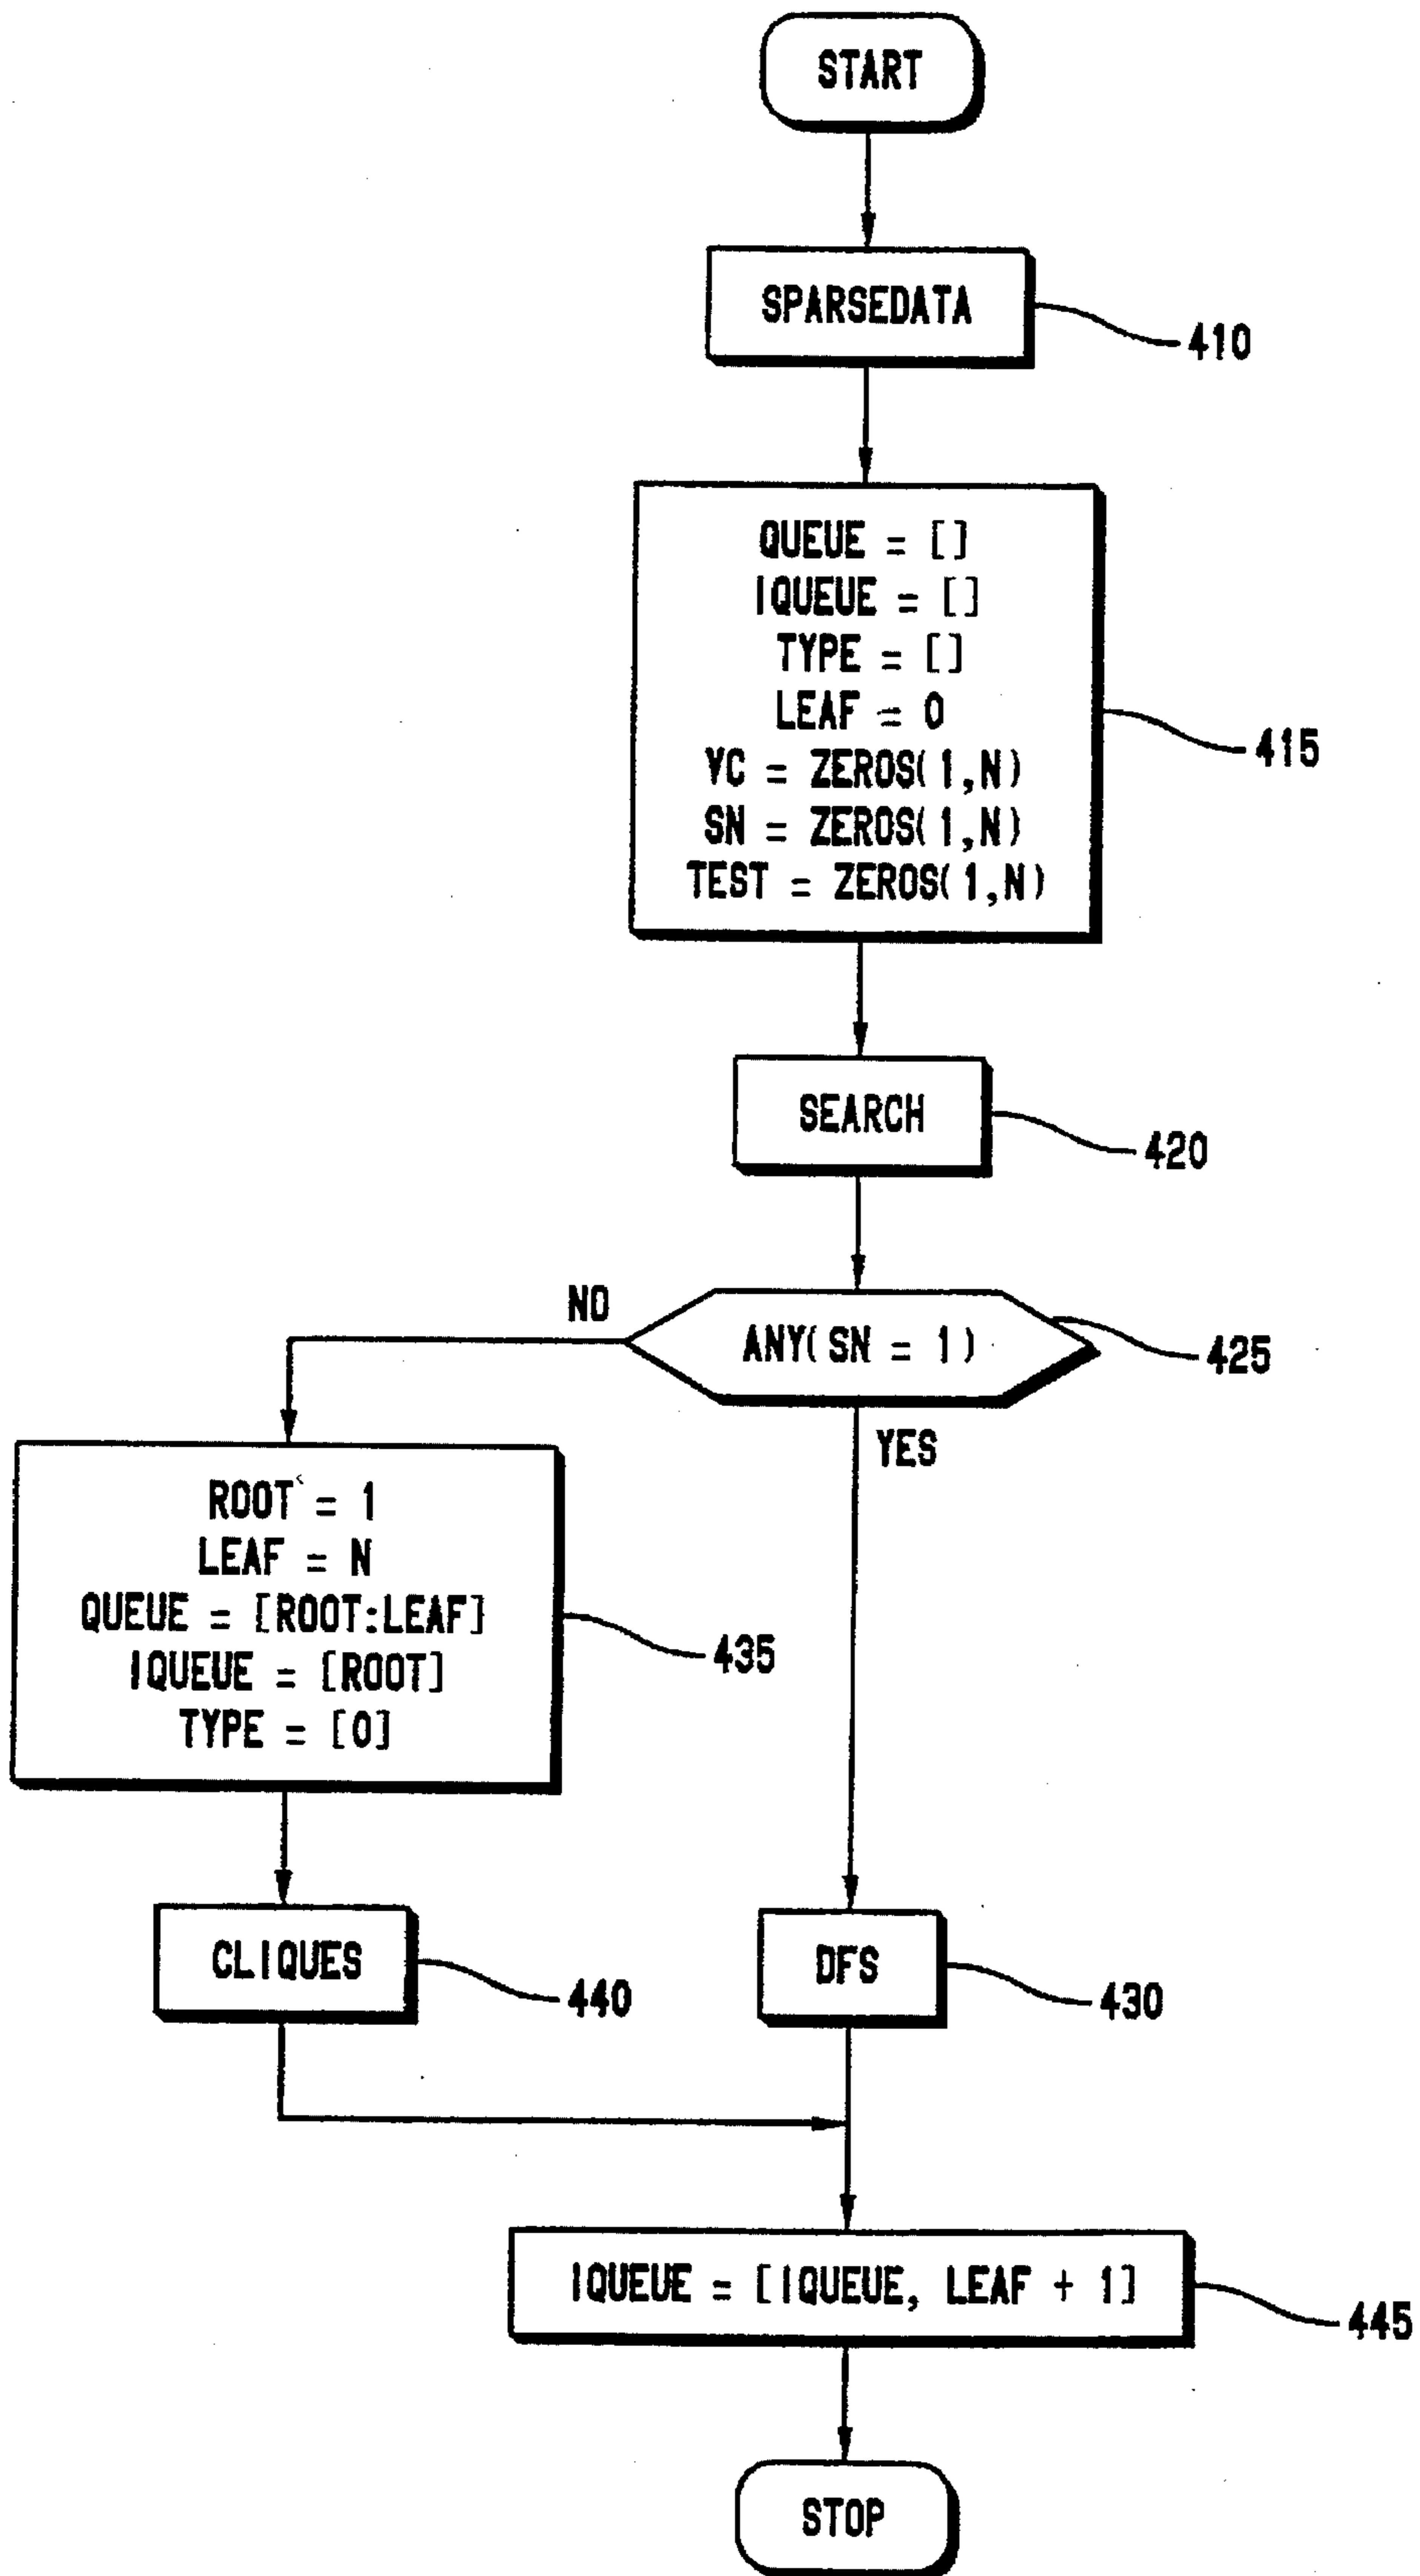 START
SPARSEDATA
410
QUEUE = []
IQUEUE = []
TYPE = []
LEAF = 0
VC = ZEROS(1,N)
SN = ZEROS(1,N)
TEST = ZEROS(1,N)
415
SEARCH
420
NO
ANY(SN = 1)
425
YES
ROOT = 1
LEAF = N
QUEUE = [ROOT:LEAF]
IQUEUE = [ROOT]
TYPE = [0]
435
CLIQUES
440
DFS
430
IQUEUE = [IQUEUE, LEAF + 1]
445
STOP